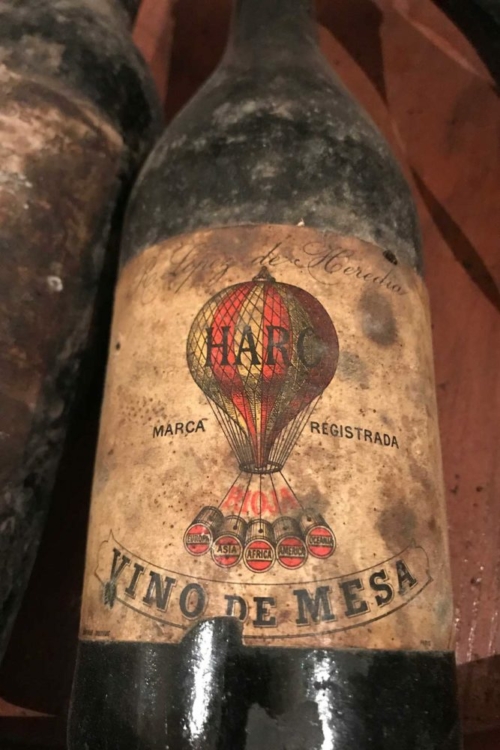 López de Heredia
HARO
MARCA REGISTRADA
RIOJA
EUROPA ASIA AFRICA AMERICA OCEANIA
VINO DE MESA